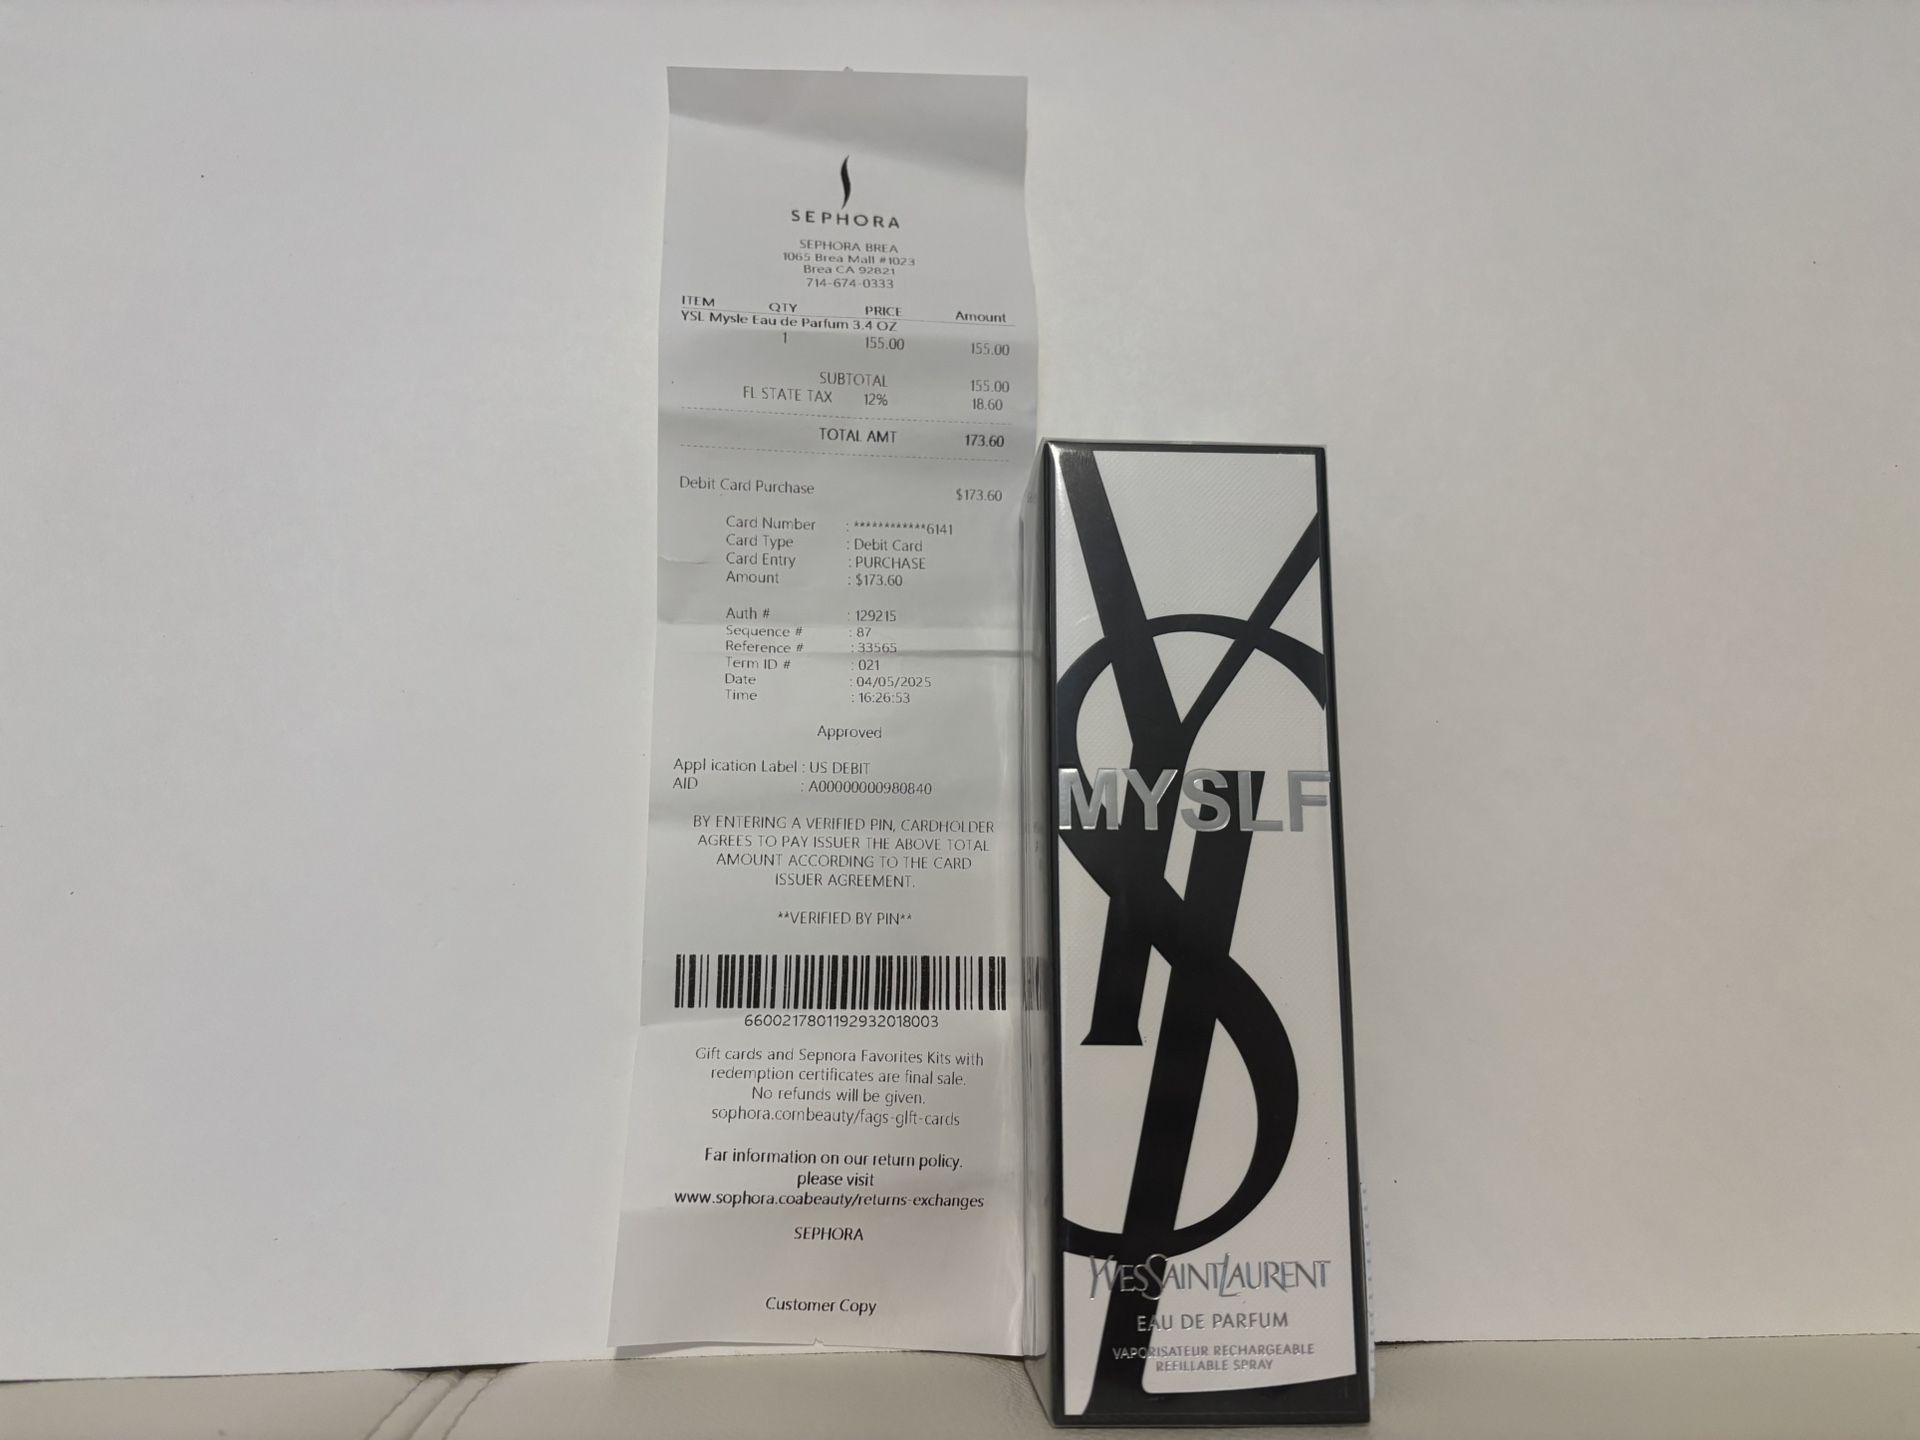 SEPHORA
SEPHORA BREA
1065 Brea Mall #1023
Brea CA 92821
714-674-0333
ITEM QTY PRICE Amount
YSL Mysle Eau de Parfum 3.4 OZ
1 155.00 155.00
SUBTOTAL 155.00
FL STATE TAX 12% 18.60
TOTAL AMT 173.60
Debit Card Purchase $173.60
Card Number : ************6141
Card Type : Debit Card
Card Entry : PURCHASE
Amount : $173.60
Auth # : 129215
Sequence # : 87
Reference # : 33565
Term ID # : 021
Date : 04/05/2025
Time : 16:26:53
Approved
Appl ication Label : US DEBIT
AID : A00000000980840
BY ENTERING A VERIFIED PIN, CARDHOLDER
AGREES TO PAY ISSUER THE ABOVE TOTAL
AMOUNT ACCORDING TO THE CARD
ISSUER AGREEMENT.
**VERIFIED BY PIN**
6600217801192932018003
Gift cards and Sepnora Favorites Kits with
redemption certificates are final sale.
No refunds will be given.
sophora.cornbeauty/fags-glft-cards
Far information on our return policy.
please visit
www.sophora.coabeauty/returns-exchanges
SEPHORA
Customer Copy
YSL
MYSLF
YVESSAINTLAURENT
EAU DE PARFUM
VAPORISATEUR RECHARGEABLE
REFILLABLE SPRAY